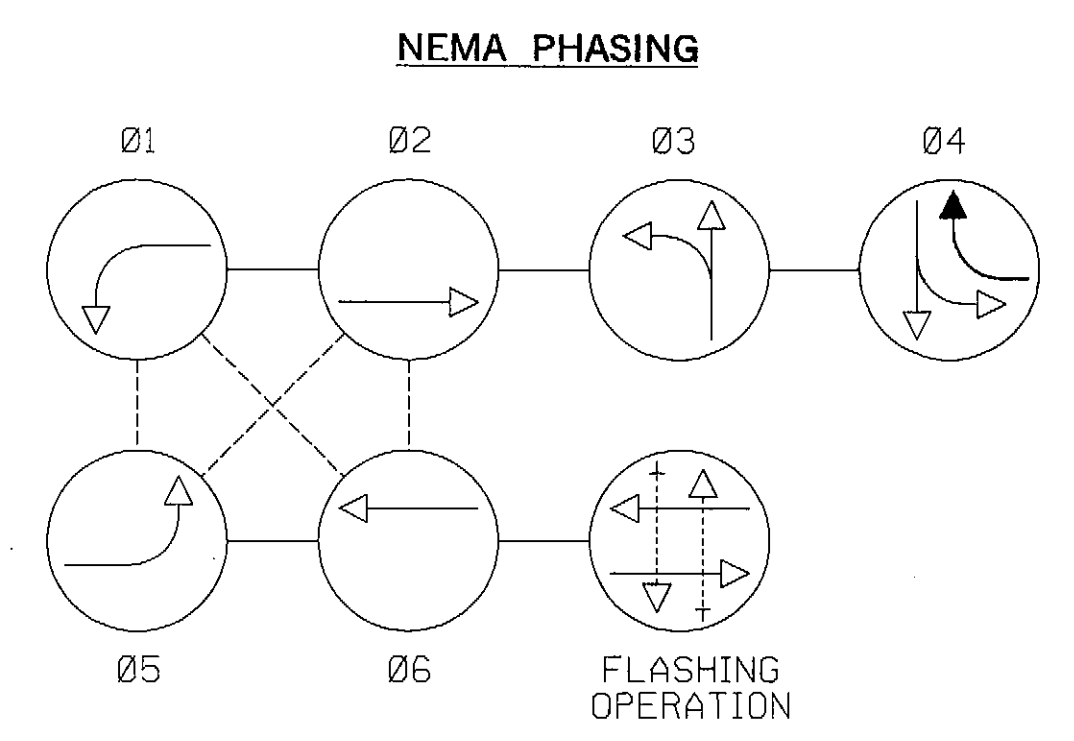 NEMA PHASING
Ø1
Ø2
Ø3
Ø4
Ø5
Ø6
FLASHING
OPERATION